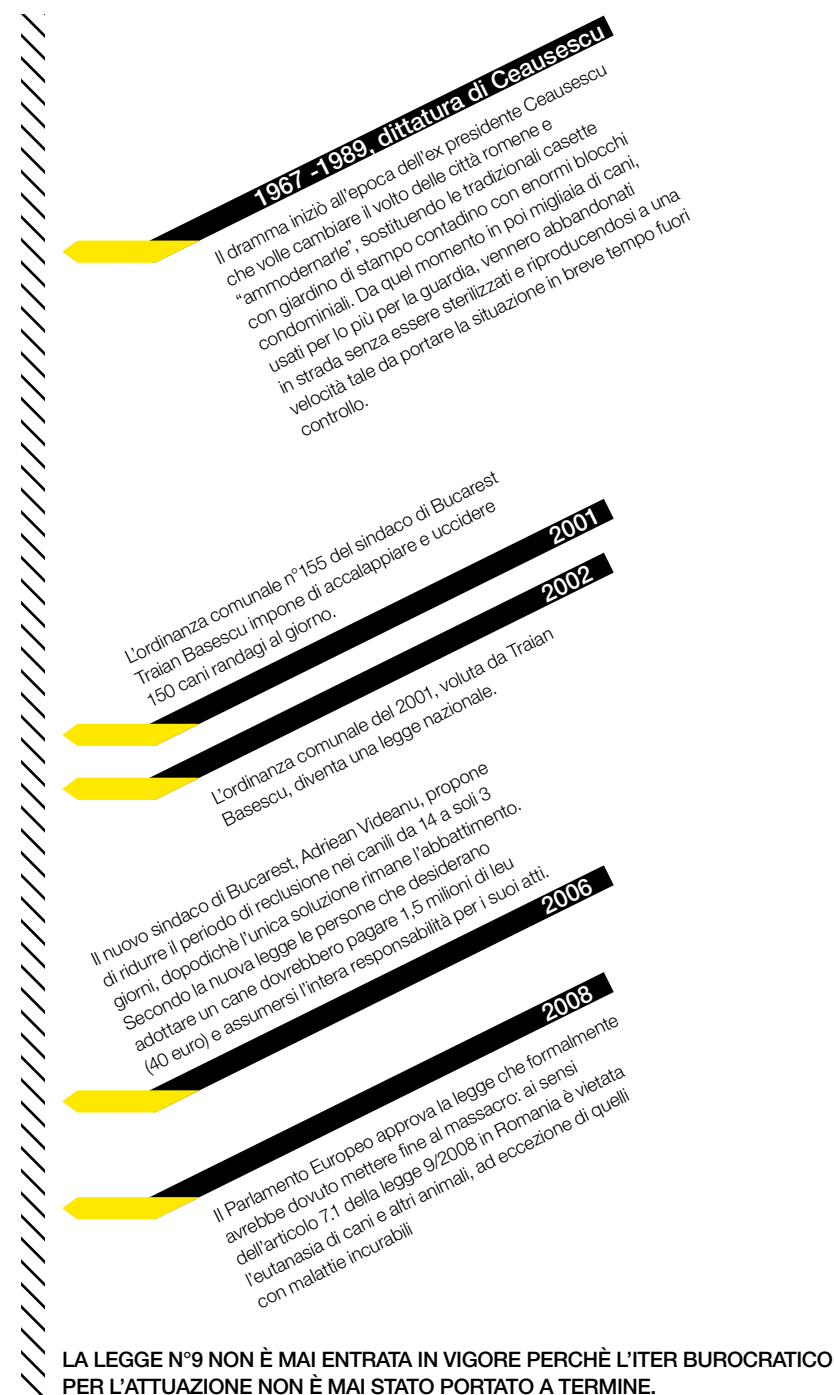 1967 -1989, dittatura di Ceausescu
Il dramma iniziò all'epoca dell'ex presidente Ceausescu
che volle cambiare il volto delle città romene e
“ammodernarle”, sostituendo le tradizionali casette
con giardino di stampo contadino con enormi blocchi
condominiali. Da quel momento in poi migliaia di cani,
usati per lo più per la guardia, vennero abbandonati
in strada senza essere sterilizzati e riproducendosi a una
velocità tale da portare la situazione in breve tempo fuori
controllo.
2001
L'ordinanza comunale n°155 del sindaco di Bucarest
Traian Basescu impone di accalappiare e uccidere
150 cani randagi al giorno.
2002
L'ordinanza comunale del 2001, voluta da Traian
Basescu, diventa una legge nazionale.
2006
Il nuovo sindaco di Bucarest, Adriean Videanu, propone
di ridurre il periodo di reclusione nei canili da 14 a soli 3
giorni, dopodichè l'unica soluzione rimane l'abbattimento.
Secondo la nuova legge le persone che desiderano
adottare un cane dovrebbero pagare 1,5 milioni di leu
(40 euro) e assumersi l'intera responsabilità per i suoi atti.
2008
Il Parlamento Europeo approva la legge che formalmente
avrebbe dovuto mettere fine al massacro: ai sensi
dell'articolo 7.1 della legge 9/2008 in Romania è vietata
l'eutanasia di cani e altri animali, ad eccezione di quelli
con malattie incurabili
LA LEGGE N°9 NON È MAI ENTRATA IN VIGORE PERCHÈ L'ITER BUROCRATICO
PER L'ATTUAZIONE NON È MAI STATO PORTATO A TERMINE.